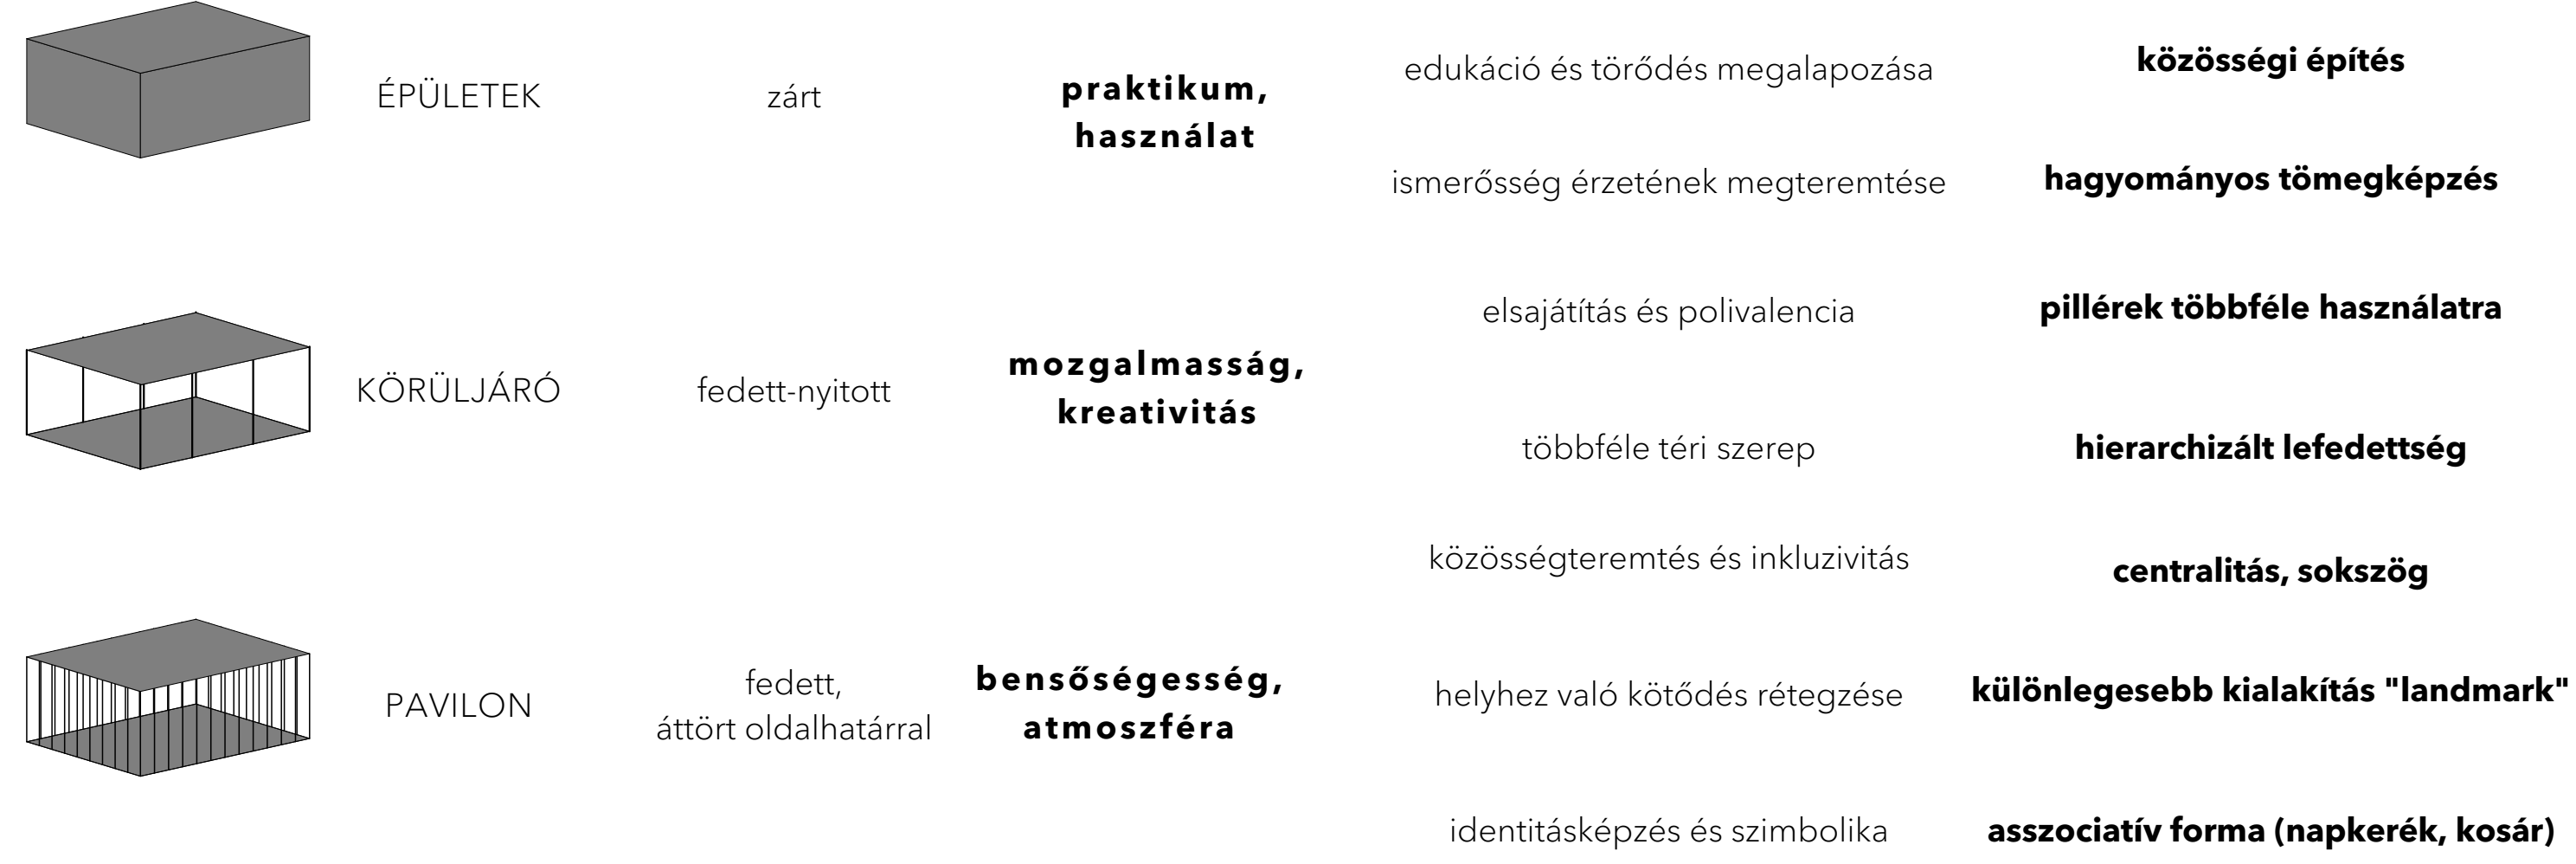 ÉPÜLETEK
zárt
praktikum,
használat
edukáció és törődés megalapozása
közösségi építés
ismerősség érzetének megteremtése
hagyományos tömegképzés
KÖRÜLJÁRÓ
fedett-nyitott
mozgalmasság,
kreativitás
elsajátítás és polivalencia
pillérek többféle használatra
többféle téri szerep
hierarchizált lefedettség
PAVILON
fedett,
áttört oldalhatárral
bensőségesség,
atmoszféra
közösségteremtés és inkluzivitás
centralitás, sokszög
helyhez való kötődés rétegzése
különlegesebb kialakítás "landmark"
identitásképzés és szimbolika
asszociatív forma (napkerék, kosár)